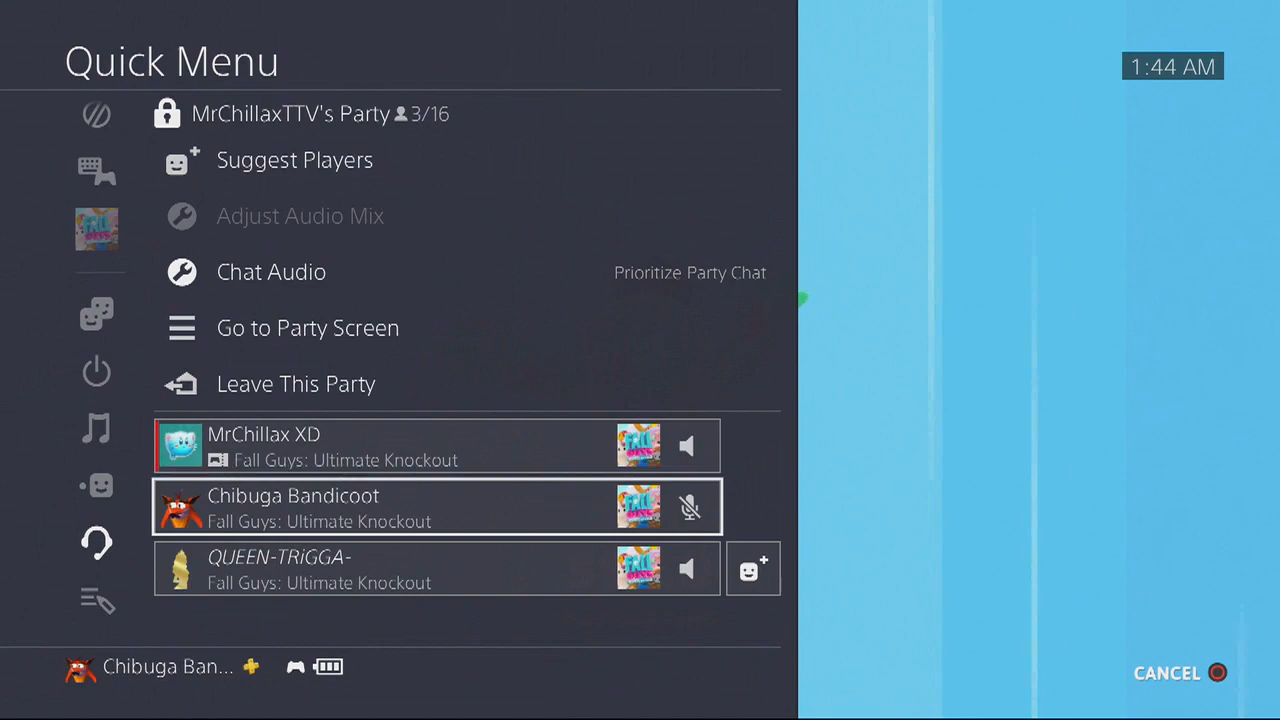 Quick Menu
1:44 AM
MrChillaxTTV's Party 3/16
Suggest Players
Adjust Audio Mix
Chat Audio Prioritize Party Chat
Go to Party Screen
Leave This Party
MrChillax XD
Fall Guys: Ultimate Knockout
Chibuga Bandicoot
Fall Guys: Ultimate Knockout
QUEEN-TRiGGA-
Fall Guys: Ultimate Knockout
Chibuga Ban...
CANCEL